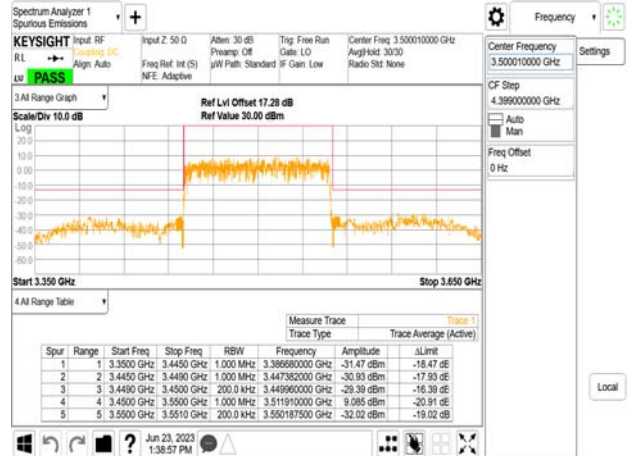 Spectrum Analyzer 1
Spurious Emissions
Frequency
KEYSIGHT
Input: RF
Coupling: DC
Align: Auto
Input Z: 50 Ω
Freq Ref: Int (S)
NFE: Adaptive
Atten: 30 dB
Preamp: Off
µW Path: Standard
Trig: Free Run
Gate: LO
IF Gain: Low
Center Freq: 3.500010000 GHz
Avg|Hold: 30/30
Radio Std: None
R L
PASS
Center Frequency
3.500010000 GHz
Settings
CF Step
4.399000000 GHz
Auto
Man
Freq Offset
0 Hz
3 All Range Graph
Scale/Div 10.0 dB
Ref Lvl Offset 17.28 dB
Ref Value 30.00 dBm
Log
20.0
10.0
0.00
-10.0
-20.0
-30.0
-40.0
-50.0
-60.0
Start 3.350 GHz
Stop 3.650 GHz
4 All Range Table
Measure Trace Trace 1
Trace Type Trace Average (Active)
Spur Range Start Freq Stop Freq RBW Frequency Amplitude ΔLimit
1 1 3.3500 GHz 3.4450 GHz 1.000 MHz 3.386680000 GHz -31.47 dBm -18.47 dE
2 2 3.4450 GHz 3.4490 GHz 1.000 MHz 3.447382000 GHz -30.93 dBm -17.93 dE
3 3 3.4490 GHz 3.4500 GHz 200.0 kHz 3.449960000 GHz -29.39 dBm -16.39 dE
4 4 3.4500 GHz 3.5500 GHz 1.000 MHz 3.511910000 GHz 9.085 dBm -20.91 dE
5 5 3.5500 GHz 3.5510 GHz 200.0 kHz 3.550187500 GHz -32.02 dBm -19.02 dB
Local
Jun 23, 2023
1:38:57 PM